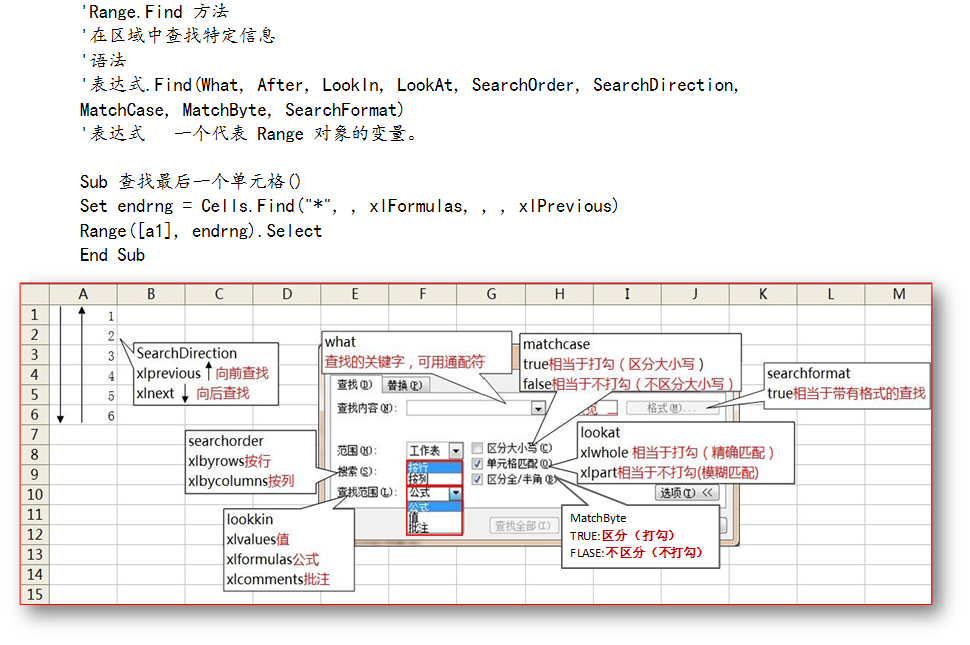 'Range.Find 方法
'在区域中查找特定信息
'语法
'表达式.Find(What, After, LookIn, LookAt, SearchOrder, SearchDirection,
MatchCase, MatchByte, SearchFormat)
'表达式 一个代表 Range 对象的变量。
Sub 查找最后一个单元格()
Set endrng = Cells.Find("*", , xlFormulas, , , xlPrevious)
Range([a1], endrng).Select
End Sub
A B C D E F G H I J K L M
1 1
2 2
3 3
4 4
5 5
6 6
7
8
9
10
11
12
13
14
15
SearchDirection
xlprevious 向前查找
xlnext 向后查找
what
查找的关键字，可用通配符
matchcase
true相当于打勾（区分大小写）
false相当于不打勾（不区分大小写）
searchformat
true相当于带有格式的查找
查找(D) 替换(P)
查找内容(N):
格式(M)...
范围(H): 工作表
区分大小写(C)
搜索(S): 按行
按列
单元格匹配(O)
查找范围(L): 公式
区分全/半角(B)
公式
值
批注
选项(T) <<
查找全部(I)
searchorder
xlbyrows按行
xlbycolumns按列
lookat
xlwhole 相当于打勾（精确匹配）
xlpart相当于不打勾(模糊匹配)
lookkin
xlvalues值
xlformulas公式
xlcomments批注
MatchByte
TRUE:区分（打勾）
FLASE:不区分（不打勾）